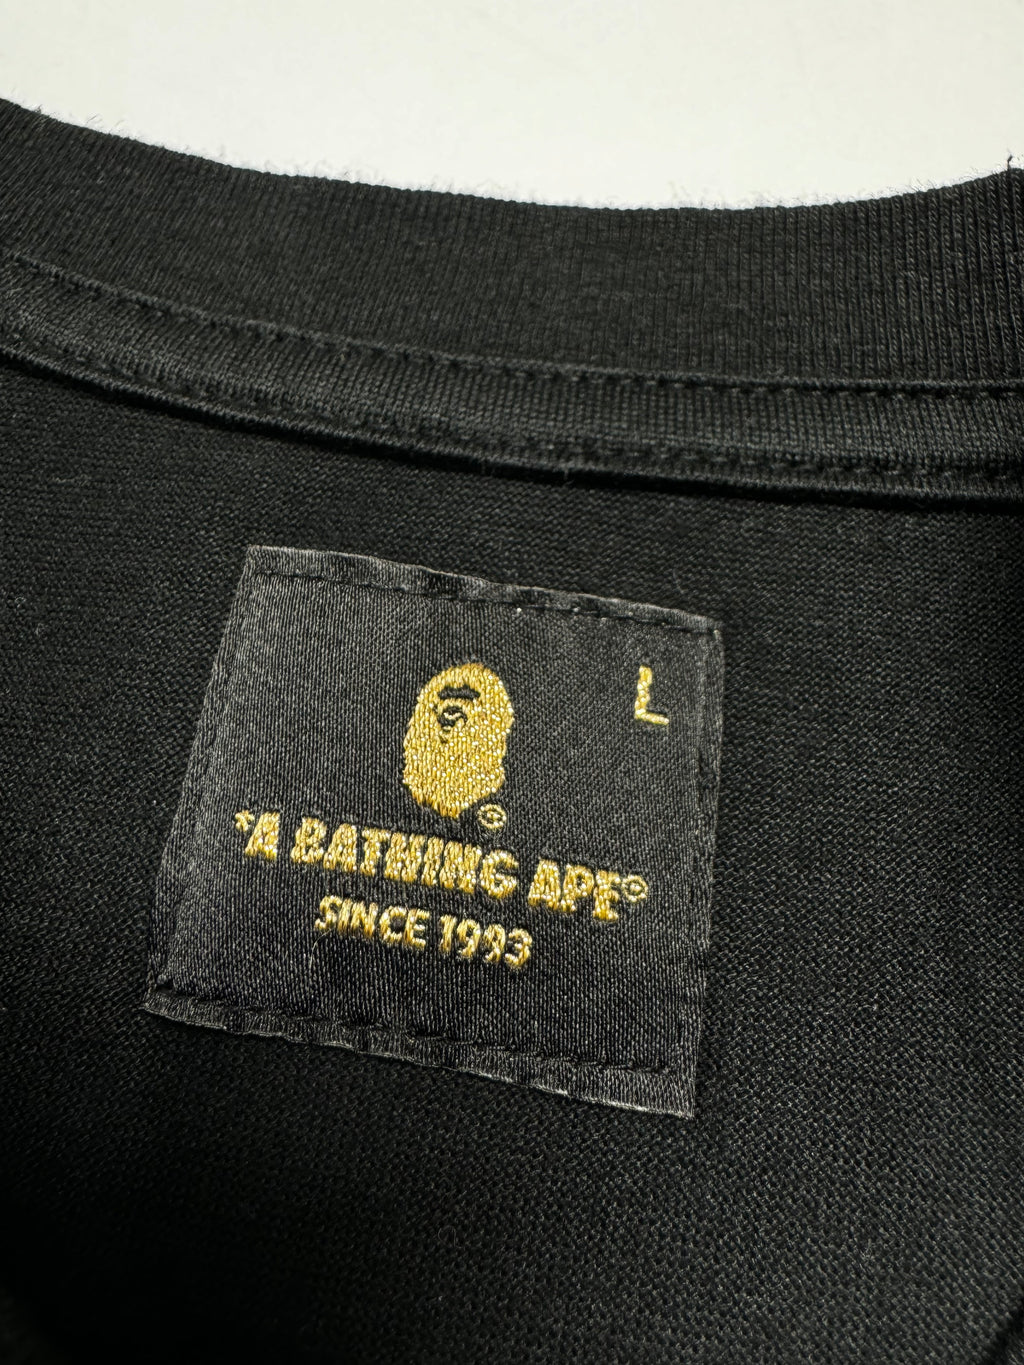 L
"A BATHING APE®
SINCE 1993